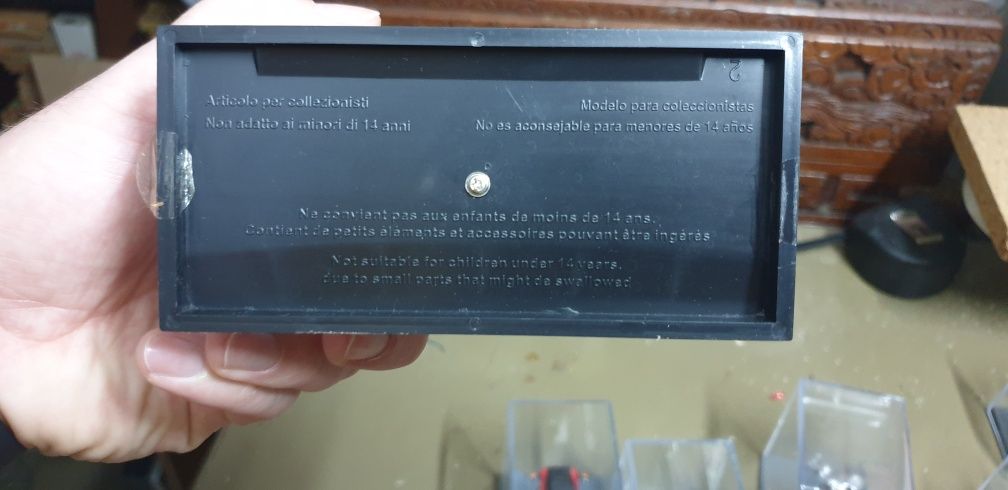 2
Articolo per collezionisti
Non adatto ai minori di 14 anni
Modelo para coleccionistas
No es aconsejable para menores de 14 años
Ne convient pas aux enfants de moins de 14 ans.
Contient de petits éléments et accessoires pouvant être ingérés
Not suitable for children under 14 years.
due to small parts that might de swallowed